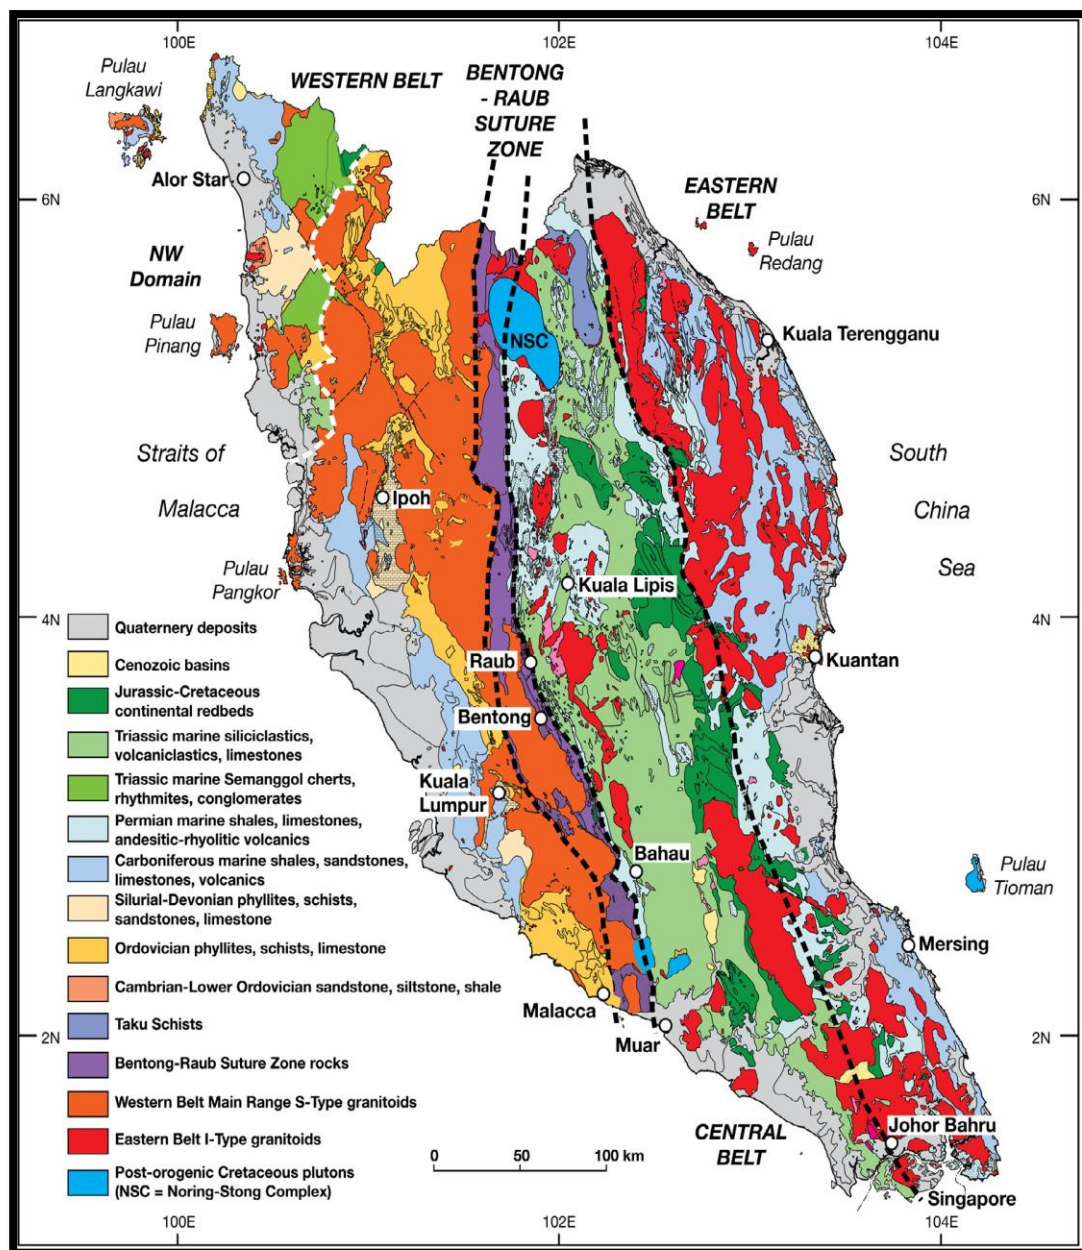 100E
102E
104E
Pulau
Langkawi
WESTERN BELT
BENTONG
- RAUB
SUTURE
ZONE
Alor Star
6N
6N
EASTERN
BELT
NW
Domain
Pulau
Redang
Pulau
Pinang
NSC
Kuala Terengganu
Straits of
Malacca
South
China
Sea
Ipoh
Pulau
Pangkor
Kuala Lipis
4N
4N
Quaternery deposits
Cenozoic basins
Jurassic-Cretaceous
continental redbeds
Triassic marine siliciclastics,
volcaniclastics, limestones
Triassic marine Semanggol cherts,
rhythmites, conglomerates
Permian marine shales, limestones,
andesitic-rhyolitic volcanics
Carboniferous marine shales, sandstones,
limestones, volcanics
Silurial-Devonian phyllites, schists,
sandstones, limestone
Ordovician phyllites, schists, limestone
Cambrian-Lower Ordovician sandstone, siltstone, shale
Taku Schists
Bentong-Raub Suture Zone rocks
Western Belt Main Range S-Type granitoids
Eastern Belt I-Type granitoids
Post-orogenic Cretaceous plutons
(NSC = Noring-Stong Complex)
Raub
Kuantan
Bentong
Kuala
Lumpur
Bahau
Pulau
Tioman
Mersing
Malacca
Muar
2N
2N
CENTRAL
BELT
Johor Bahru
Singapore
0
50
100 km
100E
102E
104E